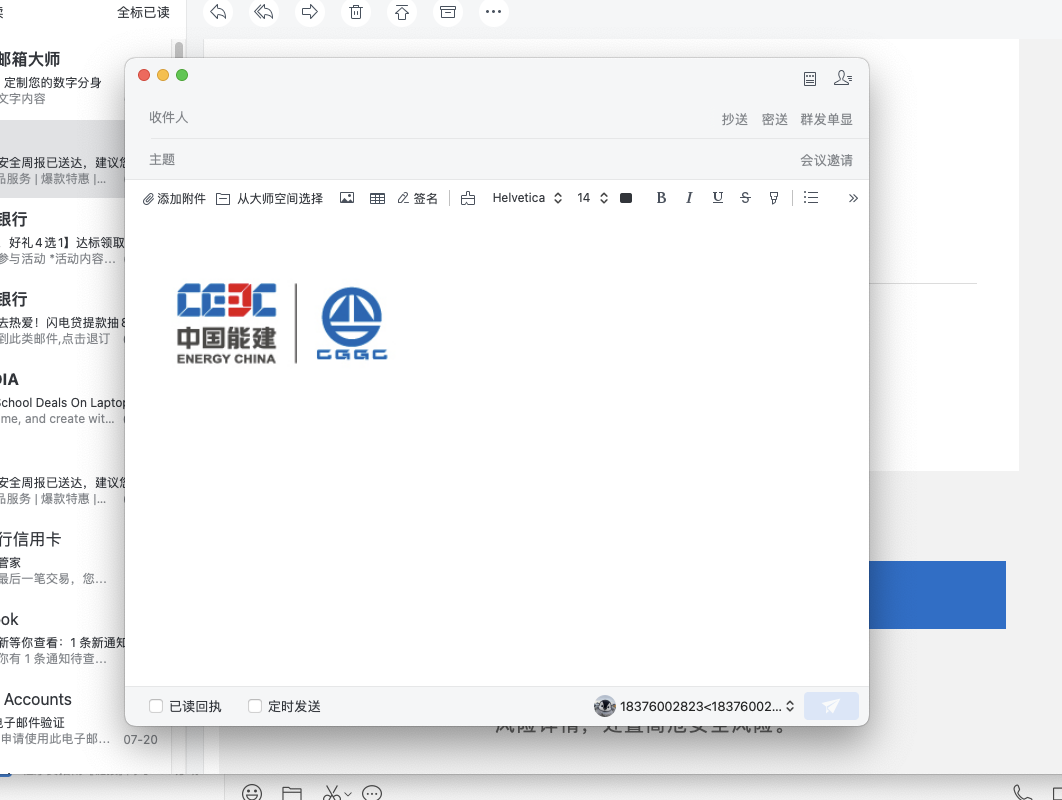 全标已读
邮箱大师
定制您的数字分身
文字内容
安全周报已送达，建议您
品服务 | 爆款特惠 |...
银行
好礼4选1】达标领取
参与活动 *活动内容...
银行
去热爱！闪电贷提款抽8
到此类邮件,点击退订
DIA
School Deals On Laptop
me, and create wit...
安全周报已送达，建议您
品服务 | 爆款特惠 |...
行信用卡
管家
最后一笔交易，您...
ok
新等你查看：1 条新通知
你有 1 条通知待查...
Accounts
电子邮件验证
申请使用此电子邮...
07-20
收件人
抄送 密送 群发单显
主题
会议邀请
添加附件 从大师空间选择 签名 Helvetica 14 B I U S
CEEC
中国能建
ENERGY CHINA
CGGC
已读回执 定时发送 18376002823<18376002...
风险详情，处置高危安全风险。